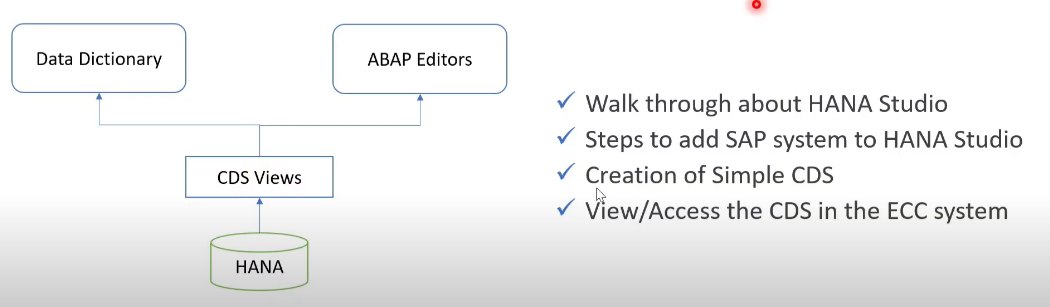 Data Dictionary
ABAP Editors
CDS Views
HANA
✓ Walk through about HANA Studio
✓ Steps to add SAP system to HANA Studio
✓ Creation of Simple CDS
✓ View/Access the CDS in the ECC system